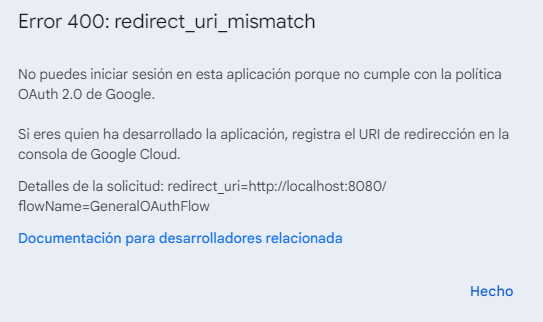 Error 400: redirect_uri_mismatch
No puedes iniciar sesión en esta aplicación porque no cumple con la política
OAuth 2.0 de Google.
Si eres quien ha desarrollado la aplicación, registra el URI de redirección en la
consola de Google Cloud.
Detalles de la solicitud: redirect_uri=http://localhost:8080/
flowName=GeneralOAuthFlow
Documentación para desarrolladores relacionada
Hecho